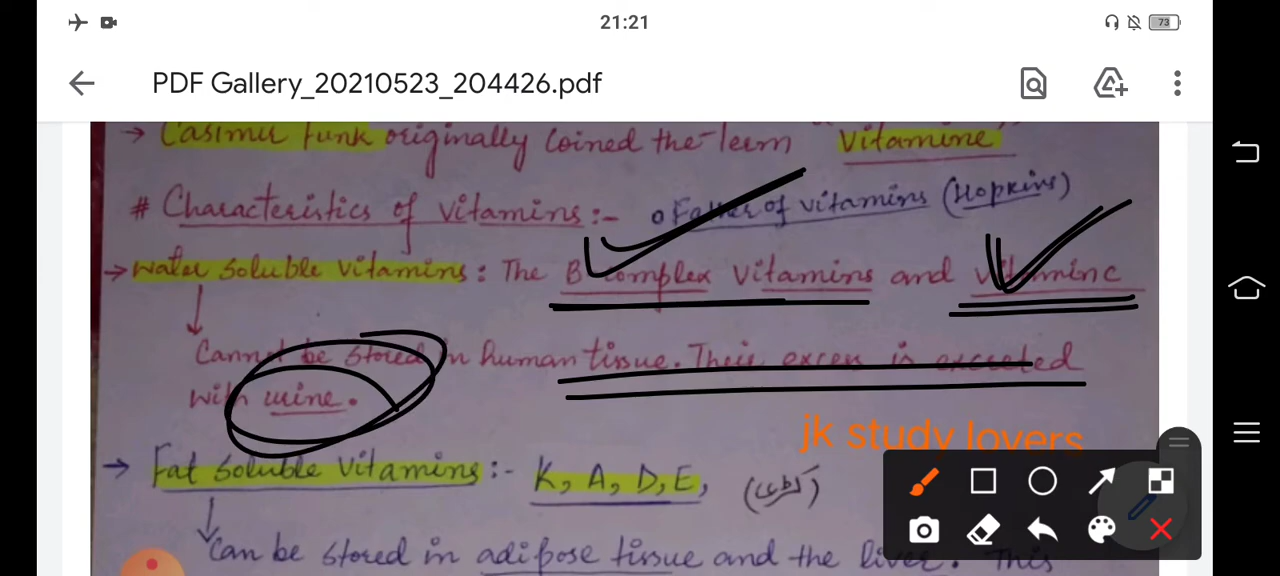 21:21
73
PDF Gallery_20210523_204426.pdf
→ Casimir Funk originally coined the term "Vitamine"
# Characteristics of vitamins:- o Father of vitamins (Hopkins)
→ Water Soluble Vitamins: The B complex Vitamins and Vitamin C
Cannot be stored in human tissue. Their excess is excreted
with urine.
jk study lovers
→ Fat Soluble Vitamins:- K, A, D, E,
Can be stored in adipose tissue and the liver. This